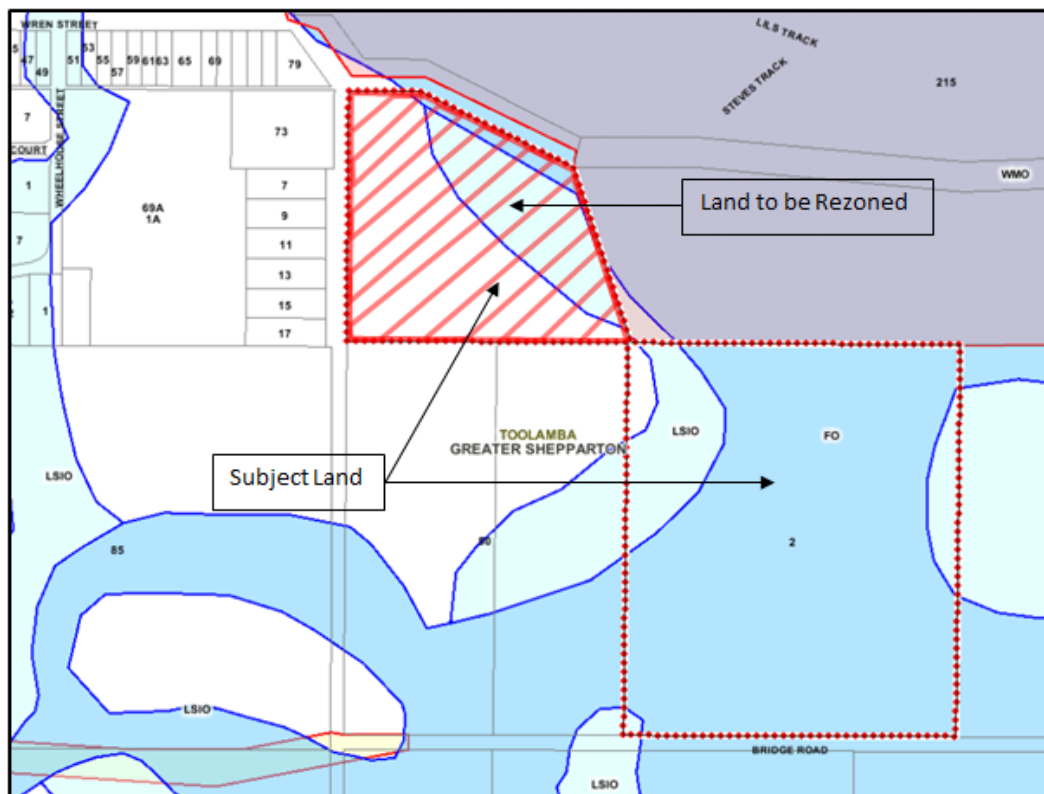 WREN STREET
LILS TRACK
53
47
51
55
59
61
63
65
69
79
215
49
57
STEVES TRACK
7
73
WHEELHOUSE STREET
COURT
WMO
1
7
69A
1A
9
Land to be Rezoned
7
11
13
1
15
17
TOOLAMBA
GREATER SHEPPARTON
LSIO
FO
Subject Land
LSIO
85
90
2
LSIO
BRIDGE ROAD
LSIO